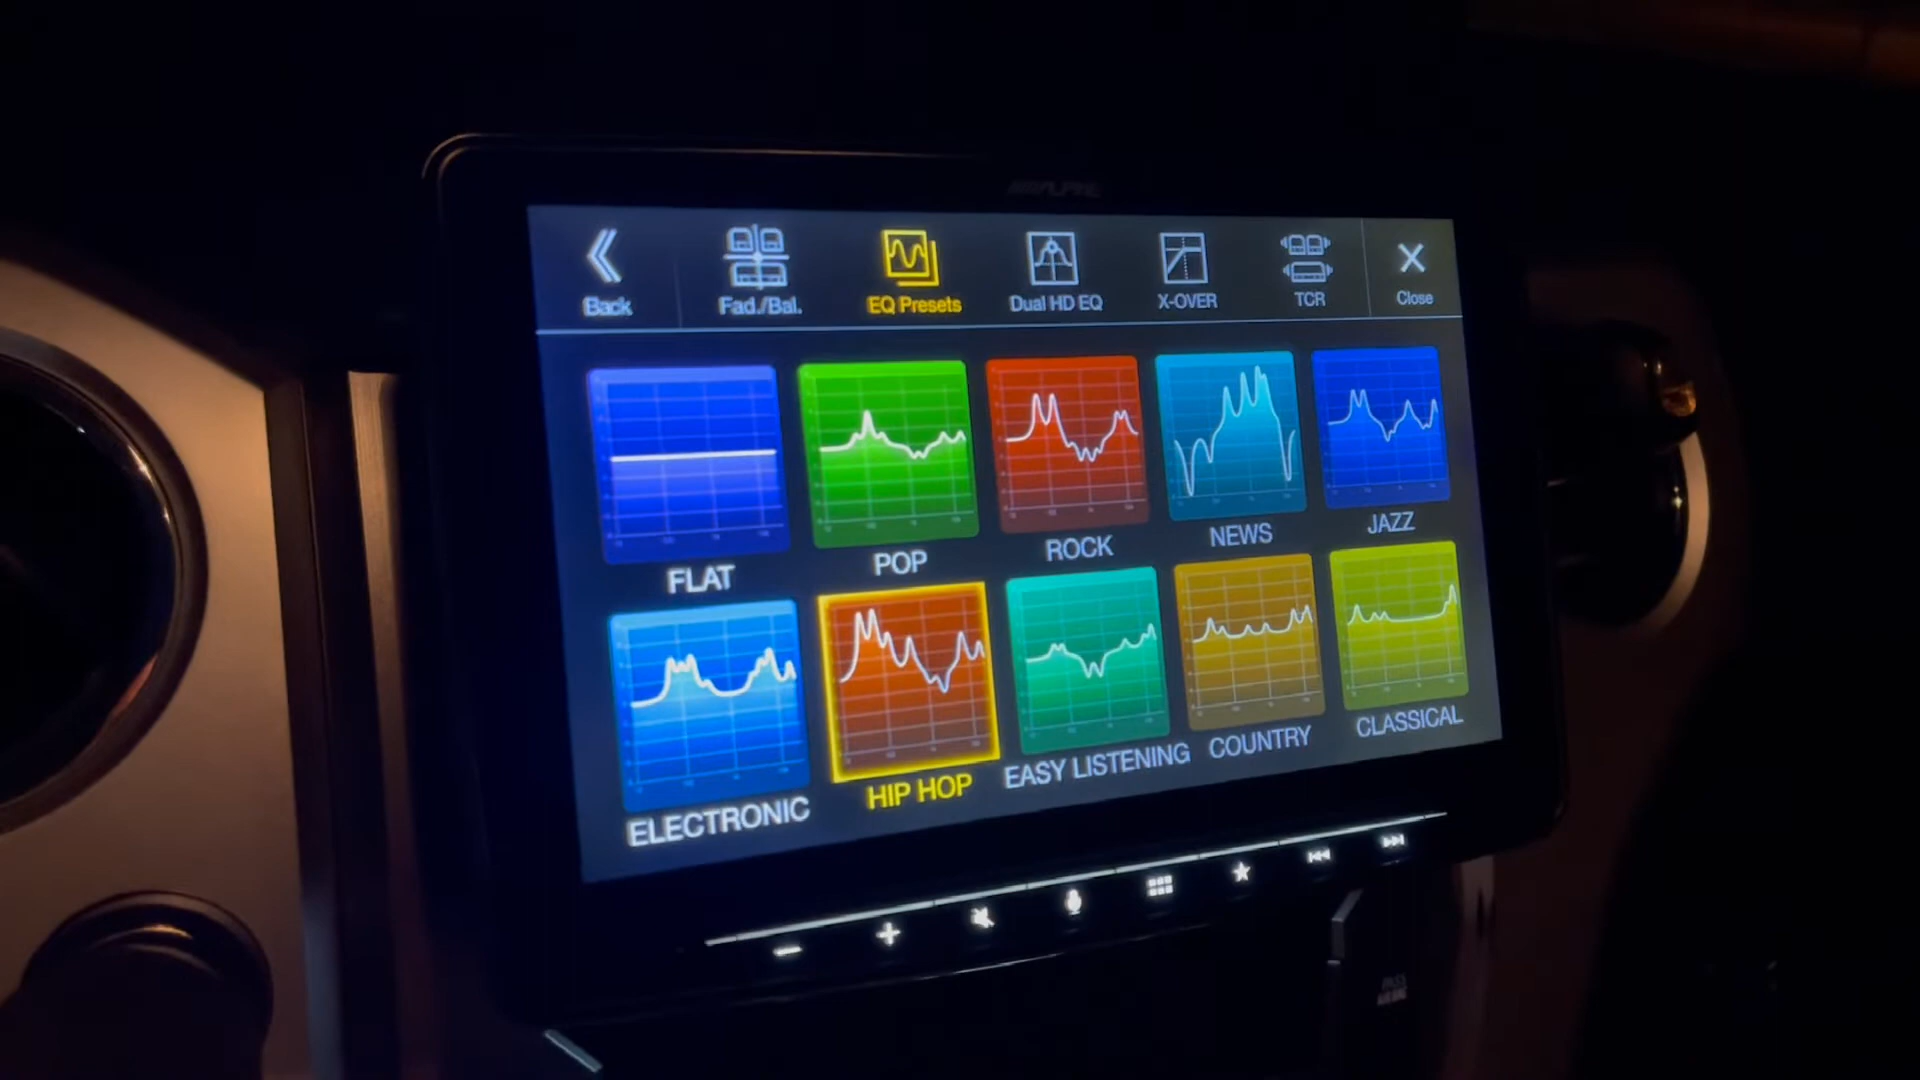 ALPINE
Back
Fad./Bal.
EQ Presets
Dual HD EQ
X-OVER
TCR
Close
FLAT
POP
ROCK
NEWS
JAZZ
ELECTRONIC
HIP HOP
EASY LISTENING
COUNTRY
CLASSICAL